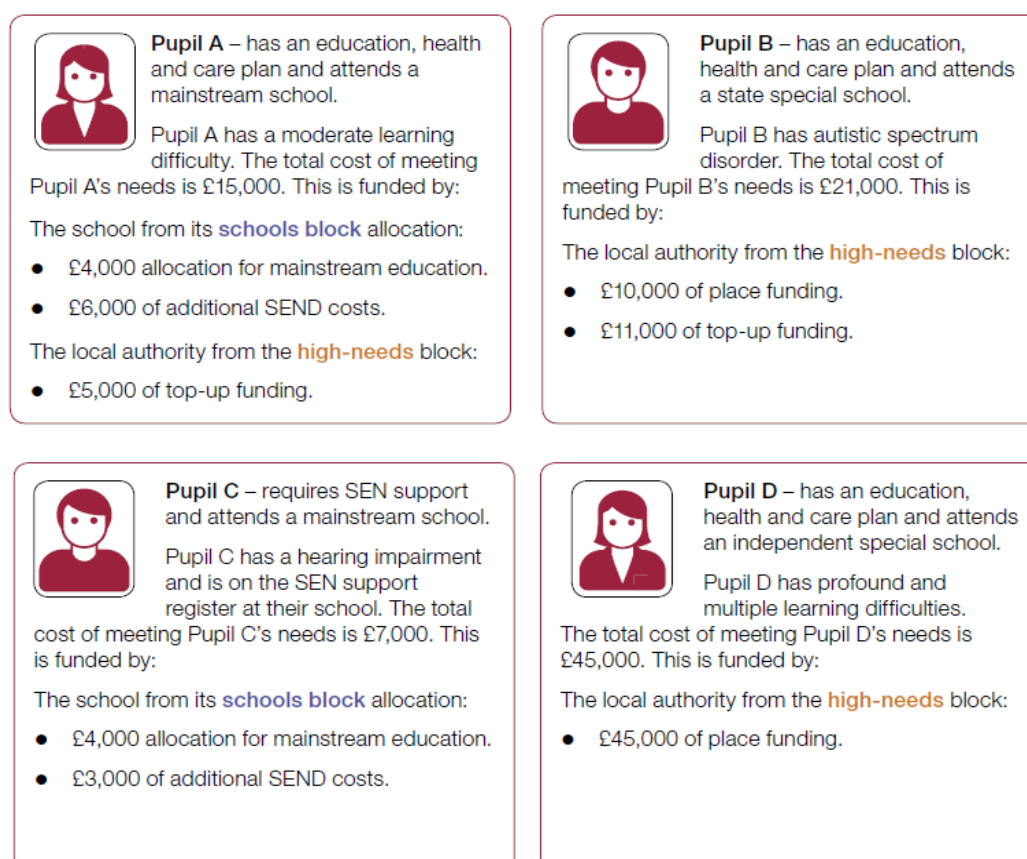 Pupil A – has an education, health
and care plan and attends a
mainstream school.
Pupil A has a moderate learning
difficulty. The total cost of meeting
Pupil A's needs is £15,000. This is funded by:
The school from its schools block allocation:
● £4,000 allocation for mainstream education.
● £6,000 of additional SEND costs.
The local authority from the high-needs block:
● £5,000 of top-up funding.
Pupil B – has an education,
health and care plan and attends
a state special school.
Pupil B has autistic spectrum
disorder. The total cost of
meeting Pupil B's needs is £21,000. This is
funded by:
The local authority from the high-needs block:
● £10,000 of place funding.
● £11,000 of top-up funding.
Pupil C – requires SEN support
and attends a mainstream school.
Pupil C has a hearing impairment
and is on the SEN support
register at their school. The total
cost of meeting Pupil C's needs is £7,000. This
is funded by:
The school from its schools block allocation:
● £4,000 allocation for mainstream education.
● £3,000 of additional SEND costs.
Pupil D – has an education,
health and care plan and attends
an independent special school.
Pupil D has profound and
multiple learning difficulties.
The total cost of meeting Pupil D's needs is
£45,000. This is funded by:
The local authority from the high-needs block:
● £45,000 of place funding.